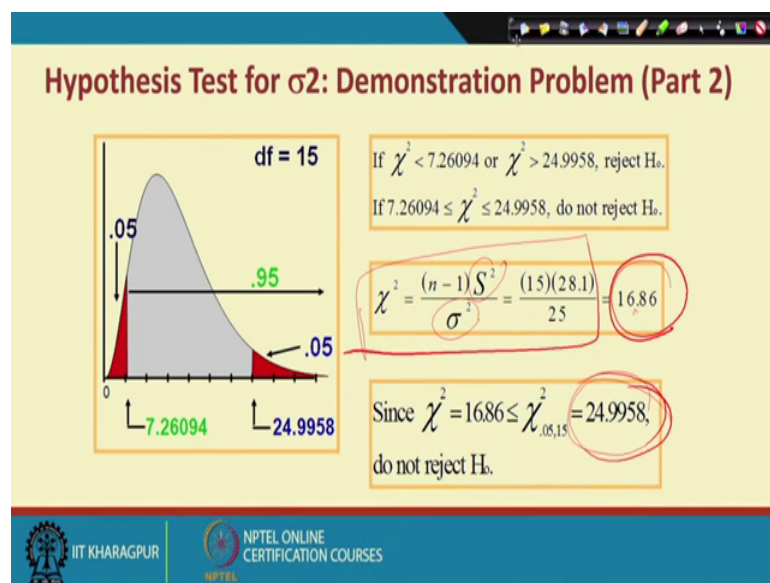 Hypothesis Test for σ2: Demonstration Problem (Part 2)
df = 15
.05
.95
.05
0
7.26094
24.9958
If χ² < 7.26094 or χ² > 24.9958, reject Ho.
If 7.26094 ≤ χ² ≤ 24.9958, do not reject Ho.
χ² = (n - 1) S² / σ² = (15)(28.1) / 25 = 16.86
Since χ² = 16.86 ≤ χ².05,15 = 24.9958,
do not reject Ho.
IIT KHARAGPUR
NPTEL
NPTEL ONLINE
CERTIFICATION COURSES